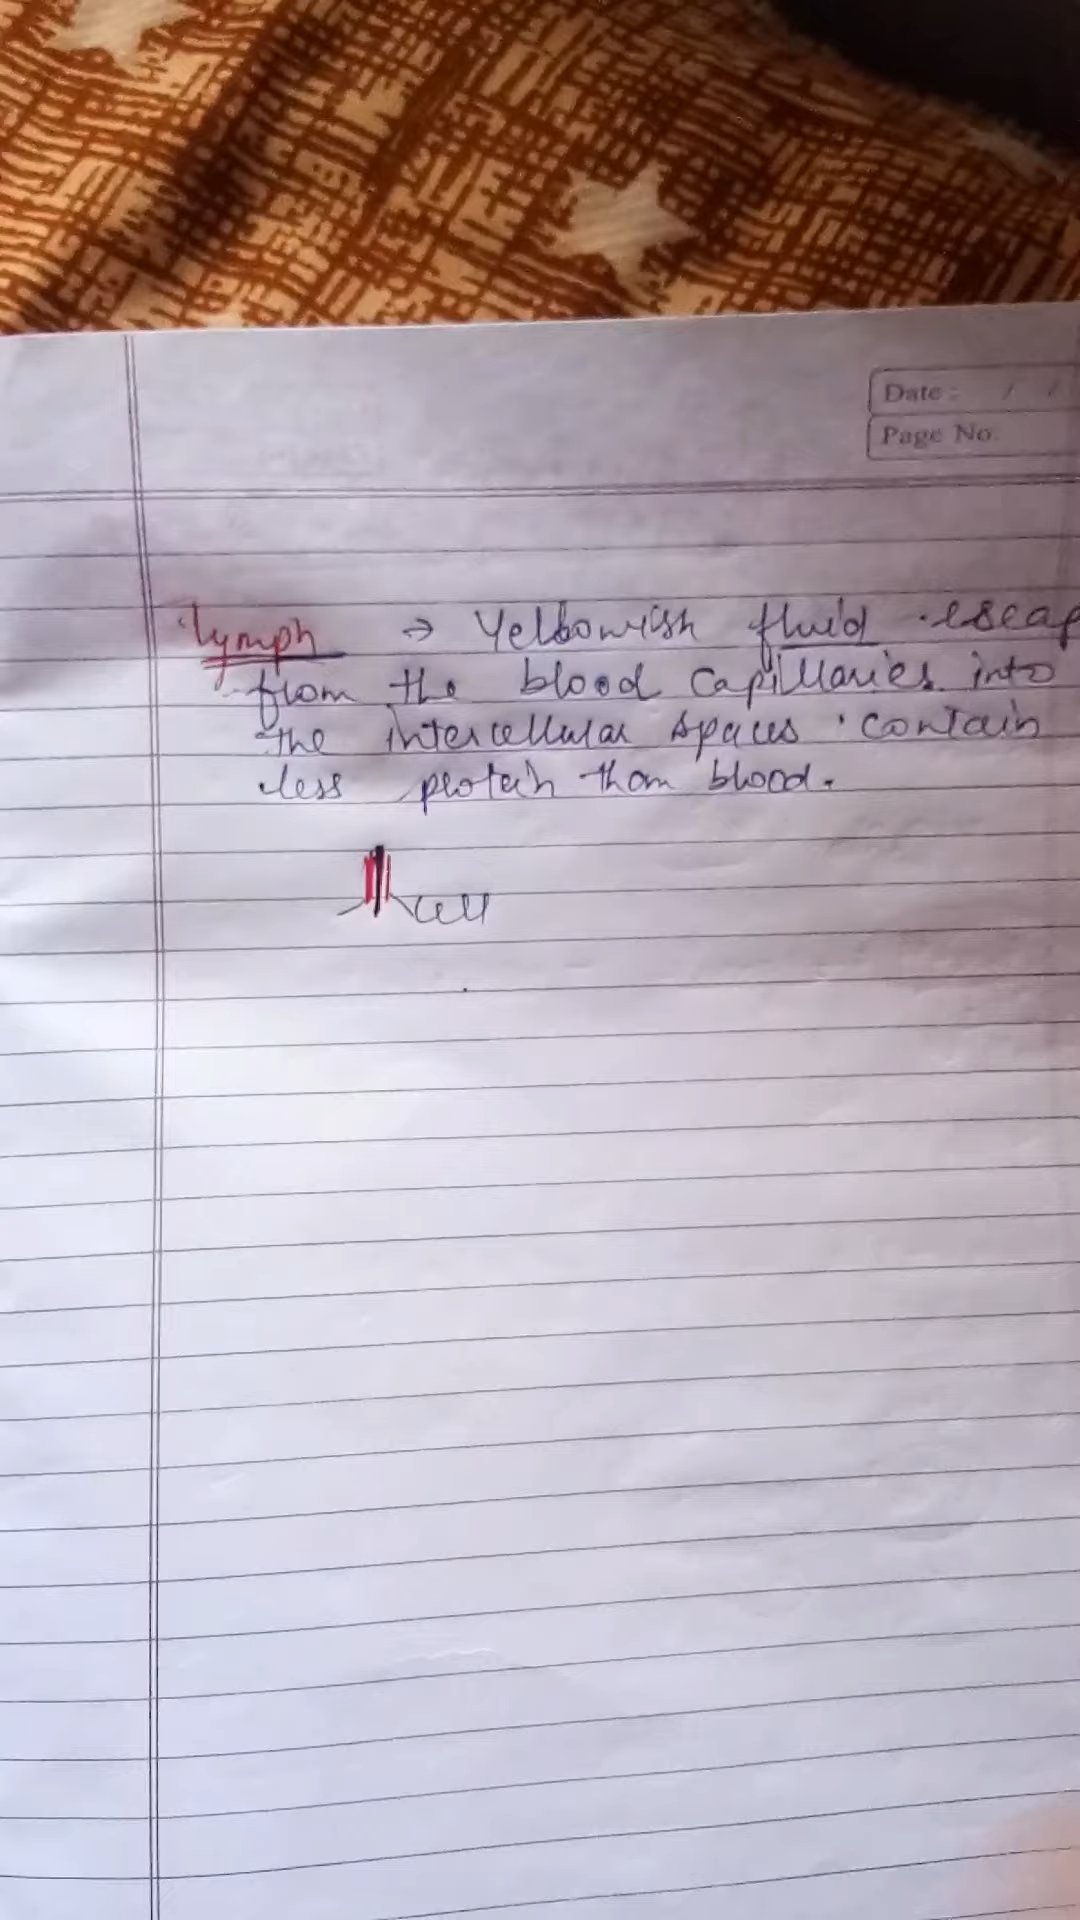 Date : / /
Page No.
lymph → Yellowish fluid escap
from the blood capillaries into
the intercellular spaces . contain
less protein than blood.
cell